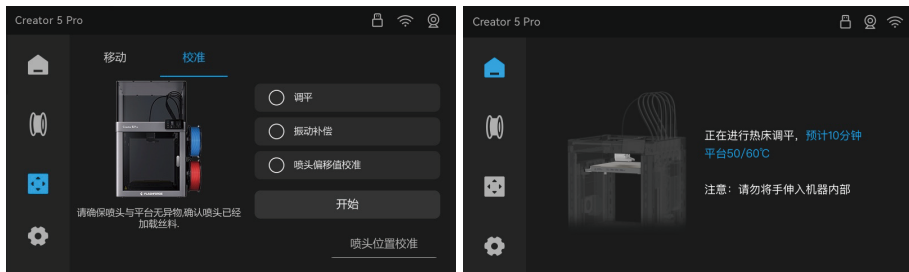 Creator 5 Pro
移动
校准
调平
振动补偿
喷头偏移值校准
请确保喷头与平台无异物,确认喷头已经
加载丝料.
开始
喷头位置校准
Creator 5 Pro
正在进行热床调平，预计10分钟
平台50/60℃
注意：请勿将手伸入机器内部